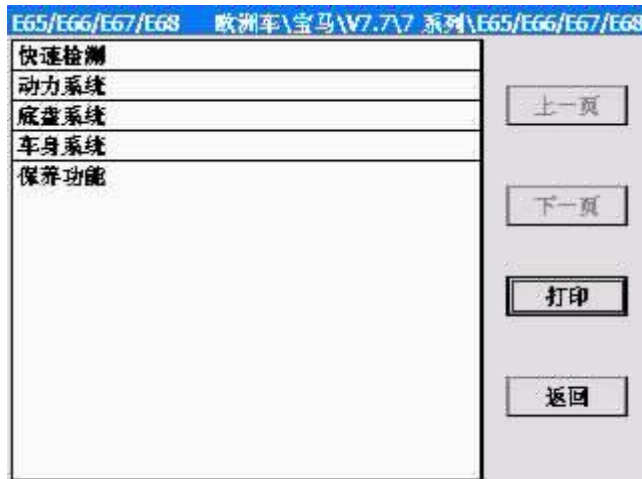 E65/E66/E67/E68 欧洲车\宝马\V7.7\7 系列\E65/E66/E67/E68
快速检测
动力系统
底盘系统
车身系统
保养功能
上一页
下一页
打印
返回